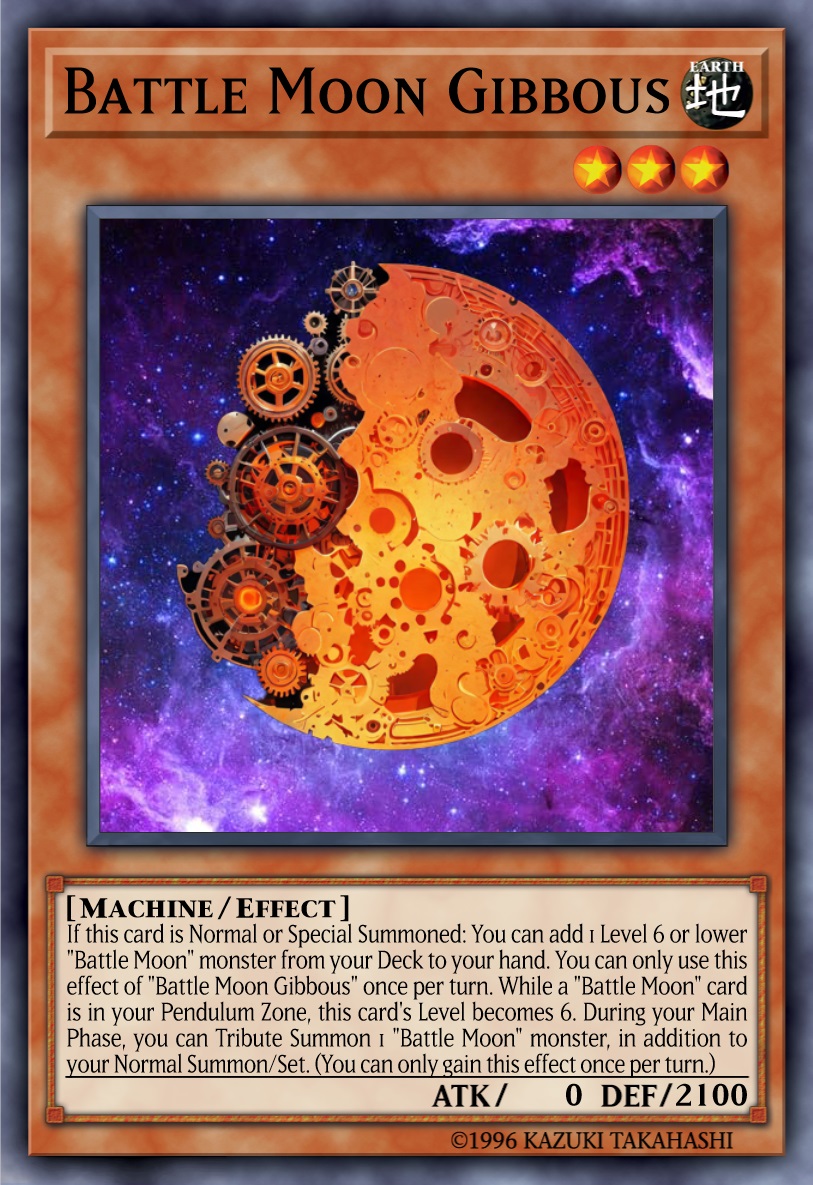 BATTLE MOON GIBBOUS
EARTH
地
[MACHINE/EFFECT]
If this card is Normal or Special Summoned: You can add 1 Level 6 or lower
"Battle Moon" monster from your Deck to your hand. You can only use this
effect of "Battle Moon Gibbous" once per turn. While a "Battle Moon" card
is in your Pendulum Zone, this card's Level becomes 6. During your Main
Phase, you can Tribute Summon 1 "Battle Moon" monster, in addition to
your Normal Summon/Set. (You can only gain this effect once per turn.)
ATK/ 0 DEF/2100
©1996 KAZUKI TAKAHASHI